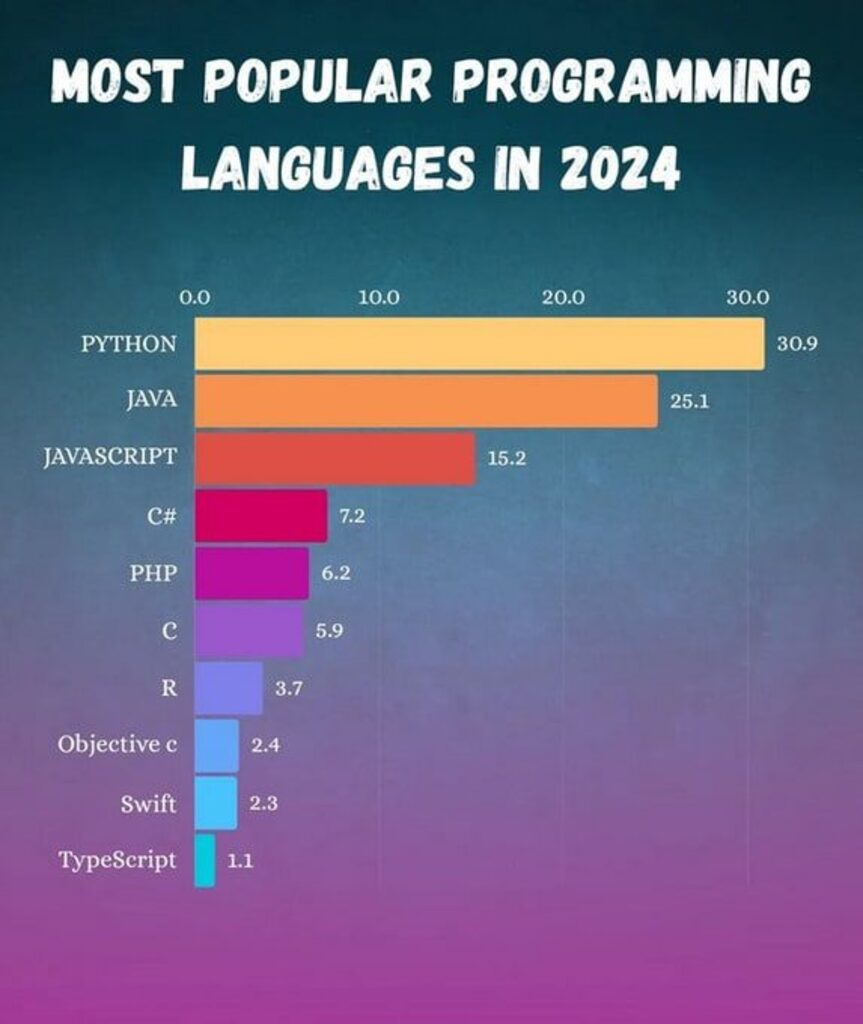 MOST POPULAR PROGRAMMING
LANGUAGES IN 2024
0.0 10.0 20.0 30.0
PYTHON 30.9
JAVA 25.1
JAVASCRIPT 15.2
C# 7.2
PHP 6.2
C 5.9
R 3.7
Objective c 2.4
Swift 2.3
TypeScript 1.1